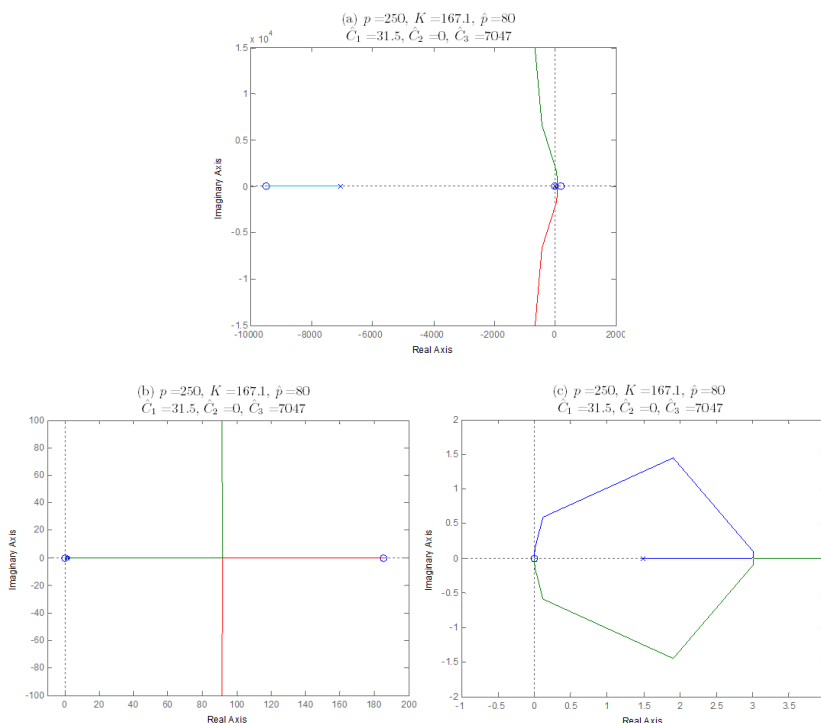 (a) p =250, K =167.1, p̂ =80
Ĉ₁ =31.5, Ĉ₂ =0, Ĉ₃ =7047
x 10⁴
1.5
1
0.5
0
-0.5
-1
-1.5
Imaginary Axis
-10000 -8000 -6000 -4000 -2000 0 2000
Real Axis
(b) p =250, K =167.1, p̂ =80
Ĉ₁ =31.5, Ĉ₂ =0, Ĉ₃ =7047
100
80
60
40
20
0
-20
-40
-60
-80
-100
Imaginary Axis
0 20 40 60 80 100 120 140 160 180 200
Real Axis
(c) p =250, K =167.1, p̂ =80
Ĉ₁ =31.5, Ĉ₂ =0, Ĉ₃ =7047
2
1.5
1
0.5
0
-0.5
-1
-1.5
-2
Imaginary Axis
-1 -0.5 0 0.5 1 1.5 2 2.5 3 3.5
Real Axis